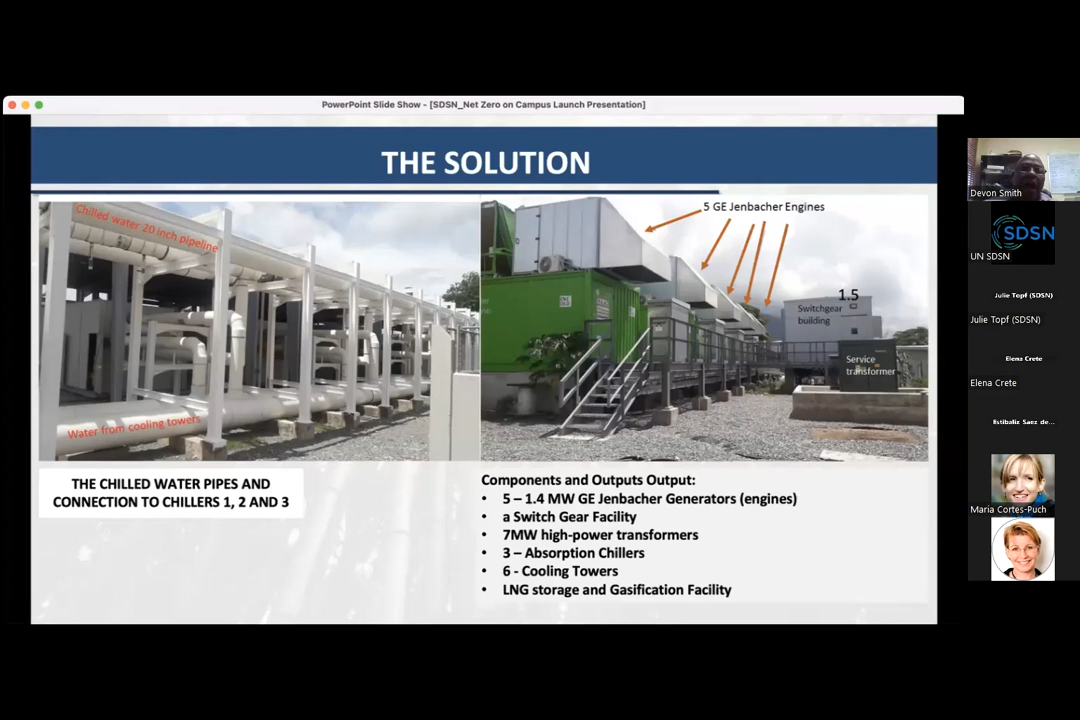 PowerPoint Slide Show - [SDSN_Net Zero on Campus Launch Presentation]
THE SOLUTION
Chilled water 20 inch pipeline
Water from cooling towers
5 GE Jenbacher Engines
1.5
Switchgear
building
Service
transformer
THE CHILLED WATER PIPES AND
CONNECTION TO CHILLERS 1, 2 AND 3
Components and Outputs Output:
• 5 – 1.4 MW GE Jenbacher Generators (engines)
• a Switch Gear Facility
• 7MW high-power transformers
• 3 – Absorption Chillers
• 6 - Cooling Towers
• LNG storage and Gasification Facility
Devon Smith
SDSN
UN SDSN
Julie Topf (SDSN)
Julie Topf (SDSN)
Elena Crete
Elena Crete
Estibaliz Saez de...
Maria Cortes-Puch